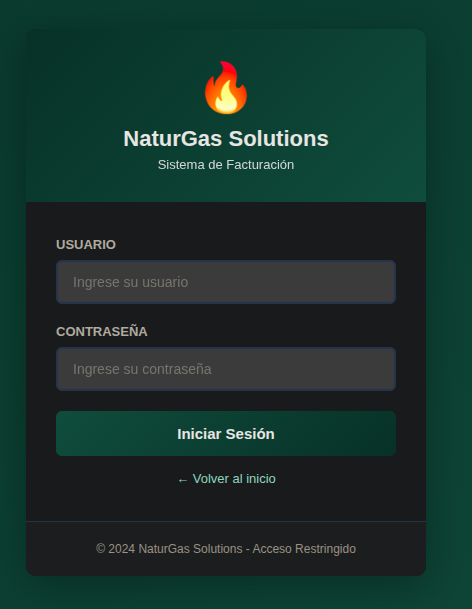 NaturGas Solutions
Sistema de Facturación
USUARIO
Ingrese su usuario
CONTRASEÑA
Ingrese su contraseña
Iniciar Sesión
← Volver al inicio
© 2024 NaturGas Solutions - Acceso Restringido